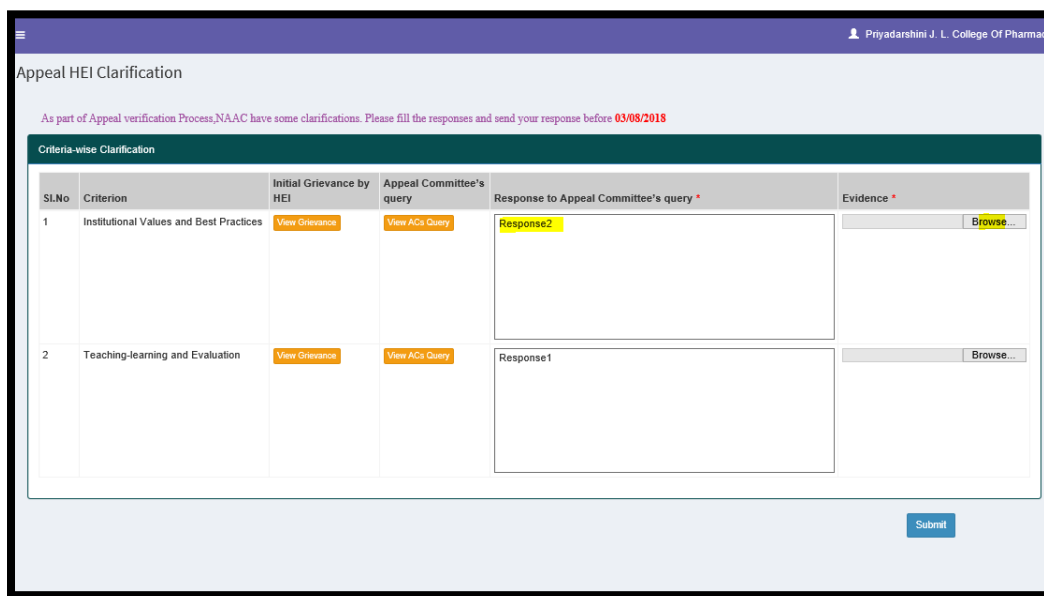 Priyadarshini J. L. College Of Pharmac
Appeal HEI Clarification
As part of Appeal verification Process,NAAC have some clarifications. Please fill the responses and send your response before 03/08/2018
Criteria-wise Clarification
Sl.No Criterion Initial Grievance by HEI Appeal Committee's query Response to Appeal Committee's query * Evidence *
1 Institutional Values and Best Practices View Grievance View ACs Query Response2 Browse...
2 Teaching-learning and Evaluation View Grievance View ACs Query Response1 Browse...
Submit